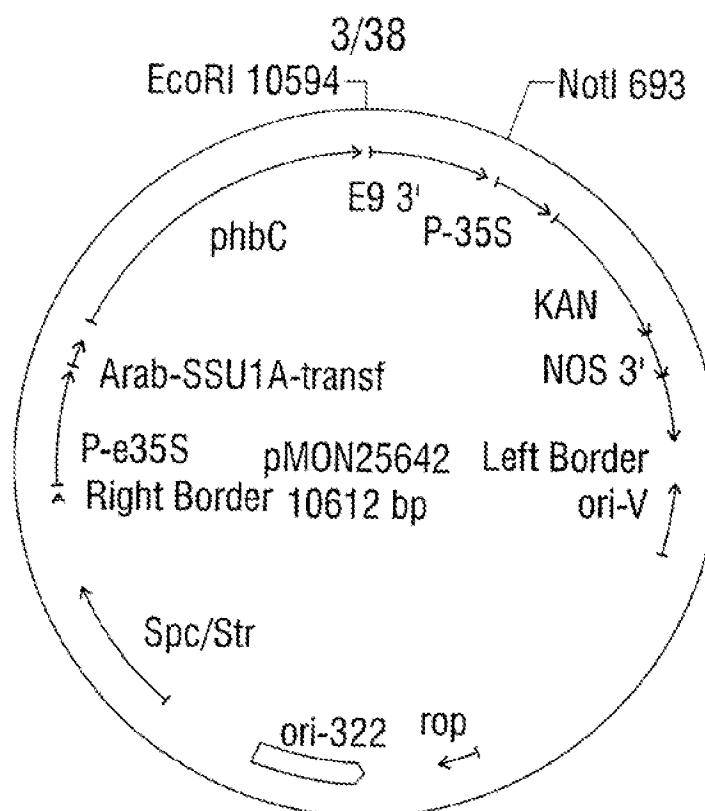 3/38
EcoRI 10594
NotI 693
E9 3'
P-35S
phbC
KAN
NOS 3'
Arab-SSU1A-transf
P-e35S
pMON25642
Left Border
Right Border
10612 bp
ori-V
Spc/Str
ori-322
rop